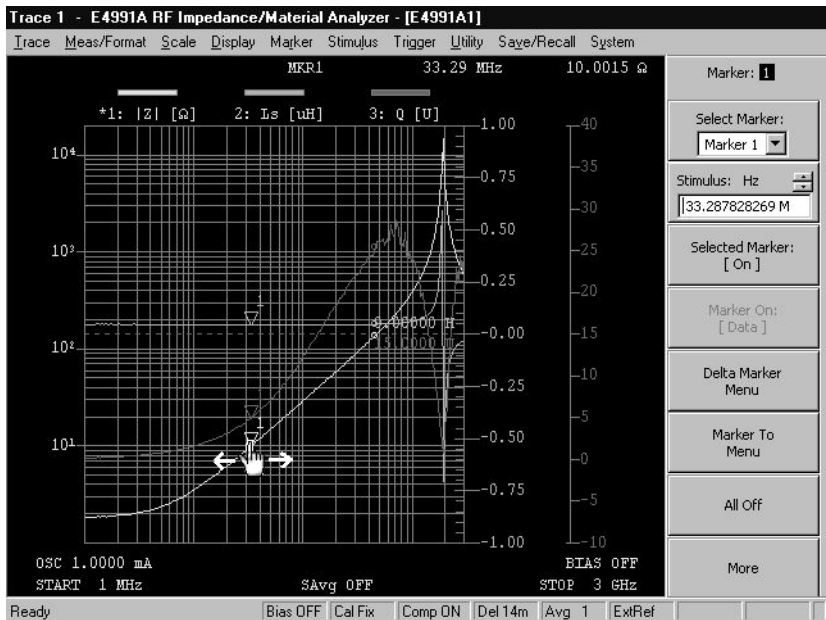 Trace 1 - E4991A RF Impedance/Material Analyzer - [E4991A1]
Trace Meas/Format Scale Display Marker Stimulus Trigger Utility Save/Recall System
MKR1 33.29 MHz 10.0015 Ω
*1: |Z| [Ω] 2: Ls [uH] 3: Q [U]
10⁴
10³
10²
10¹
1.00
0.75
0.50
0.25
-0.00
-0.25
-0.50
-0.75
-1.00
40
35
30
25
20
15
10
5
-0
-5
-10
1
1
0.00000 H
15.0000 U
OSC 1.0000 mA BIAS OFF
START 1 MHz SAvg OFF STOP 3 GHz
Marker: 1
Select Marker:
Marker 1
Stimulus: Hz
33.287828269 M
Selected Marker:
[ On ]
Marker On:
[ Data ]
Delta Marker
Menu
Marker To
Menu
All Off
More
Ready Bias OFF Cal Fix Comp ON Del 14m Avg 1 ExtRef